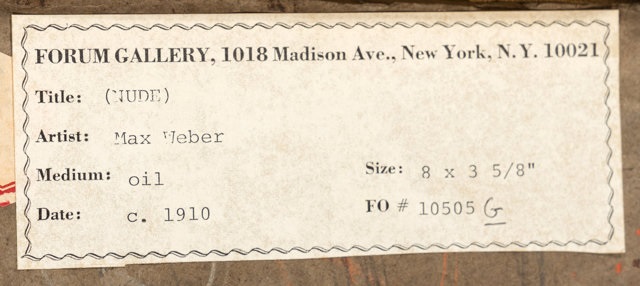 FORUM GALLERY, 1018 Madison Ave., New York, N.Y. 10021
Title: (NUDE)
Artist: Max Weber
Medium: oil
Size: 8 x 3 5/8"
Date: c. 1910
FO # 10505 G